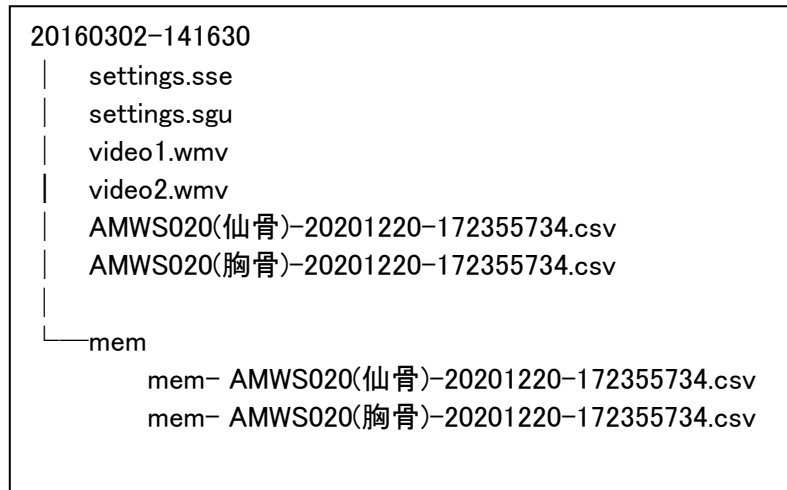 20160302-141630
│ settings.sse
│ settings.sgu
│ video1.wmv
│ video2.wmv
│ AMWS020(仙骨)-20201220-172355734.csv
│ AMWS020(胸骨)-20201220-172355734.csv
│
└─mem
mem- AMWS020(仙骨)-20201220-172355734.csv
mem- AMWS020(胸骨)-20201220-172355734.csv